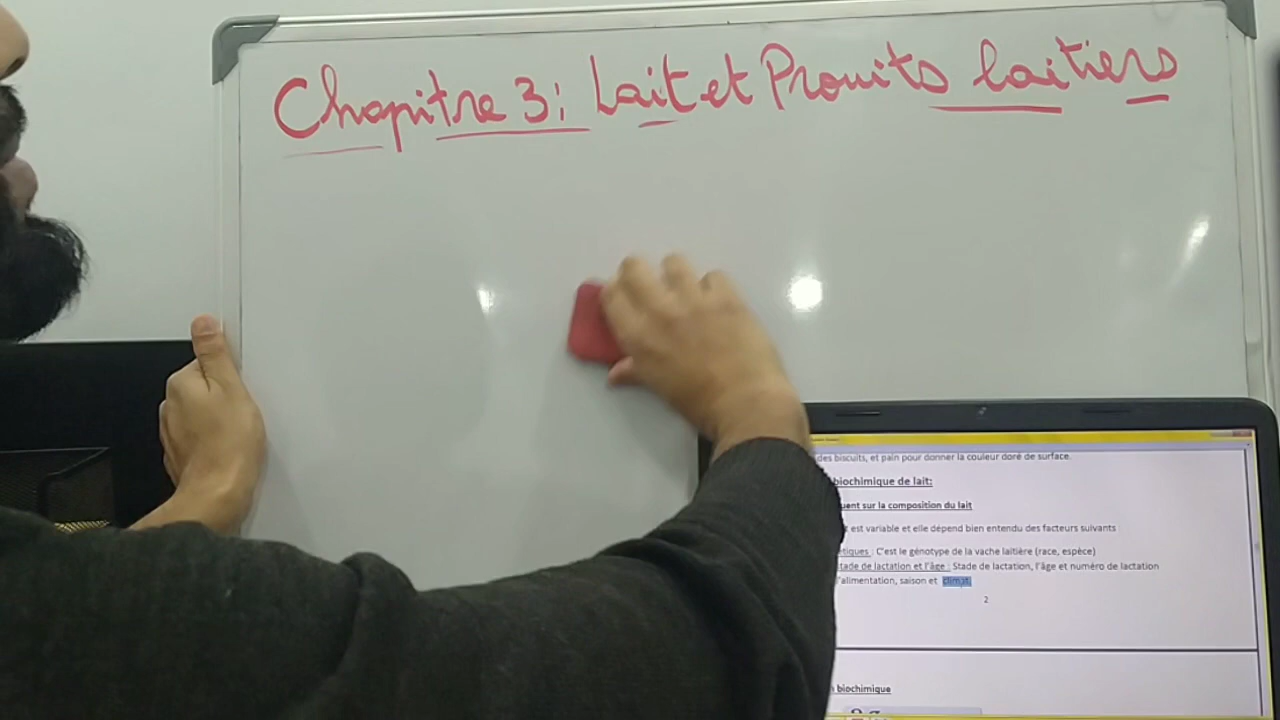 Chapitre 3: Lait et Prouits laitiers
des biscuits, et pain pour donner la couleur doré de surface.
biochimique de lait:
uent sur la composition du lait
est variable et elle dépend bien entendu des facteurs suivants
étiques : C'est le génotype de la vache laitière (race, espèce)
tade de lactation et l'âge : Stade de lactation, l'âge et numéro de lactation
l'alimentation, saison et climat.
2
biochimique